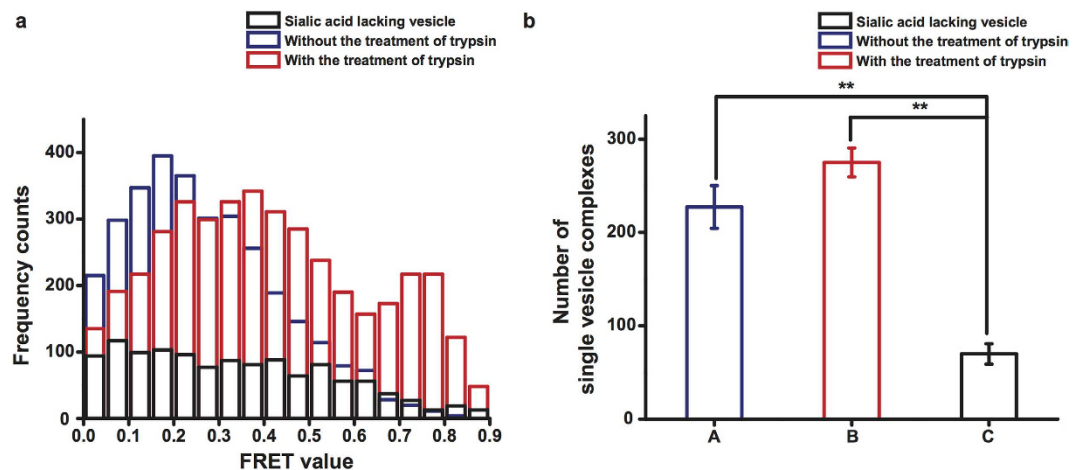 a
Sialic acid lacking vesicle
Without the treatment of trypsin
With the treatment of trypsin
Frequency counts
400
300
200
100
0
0.0 0.1 0.2 0.3 0.4 0.5 0.6 0.7 0.8 0.9
FRET value
b
Sialic acid lacking vesicle
Without the treatment of trypsin
With the treatment of trypsin
**
**
Number of
single vesicle complexes
300
200
100
0
A B C